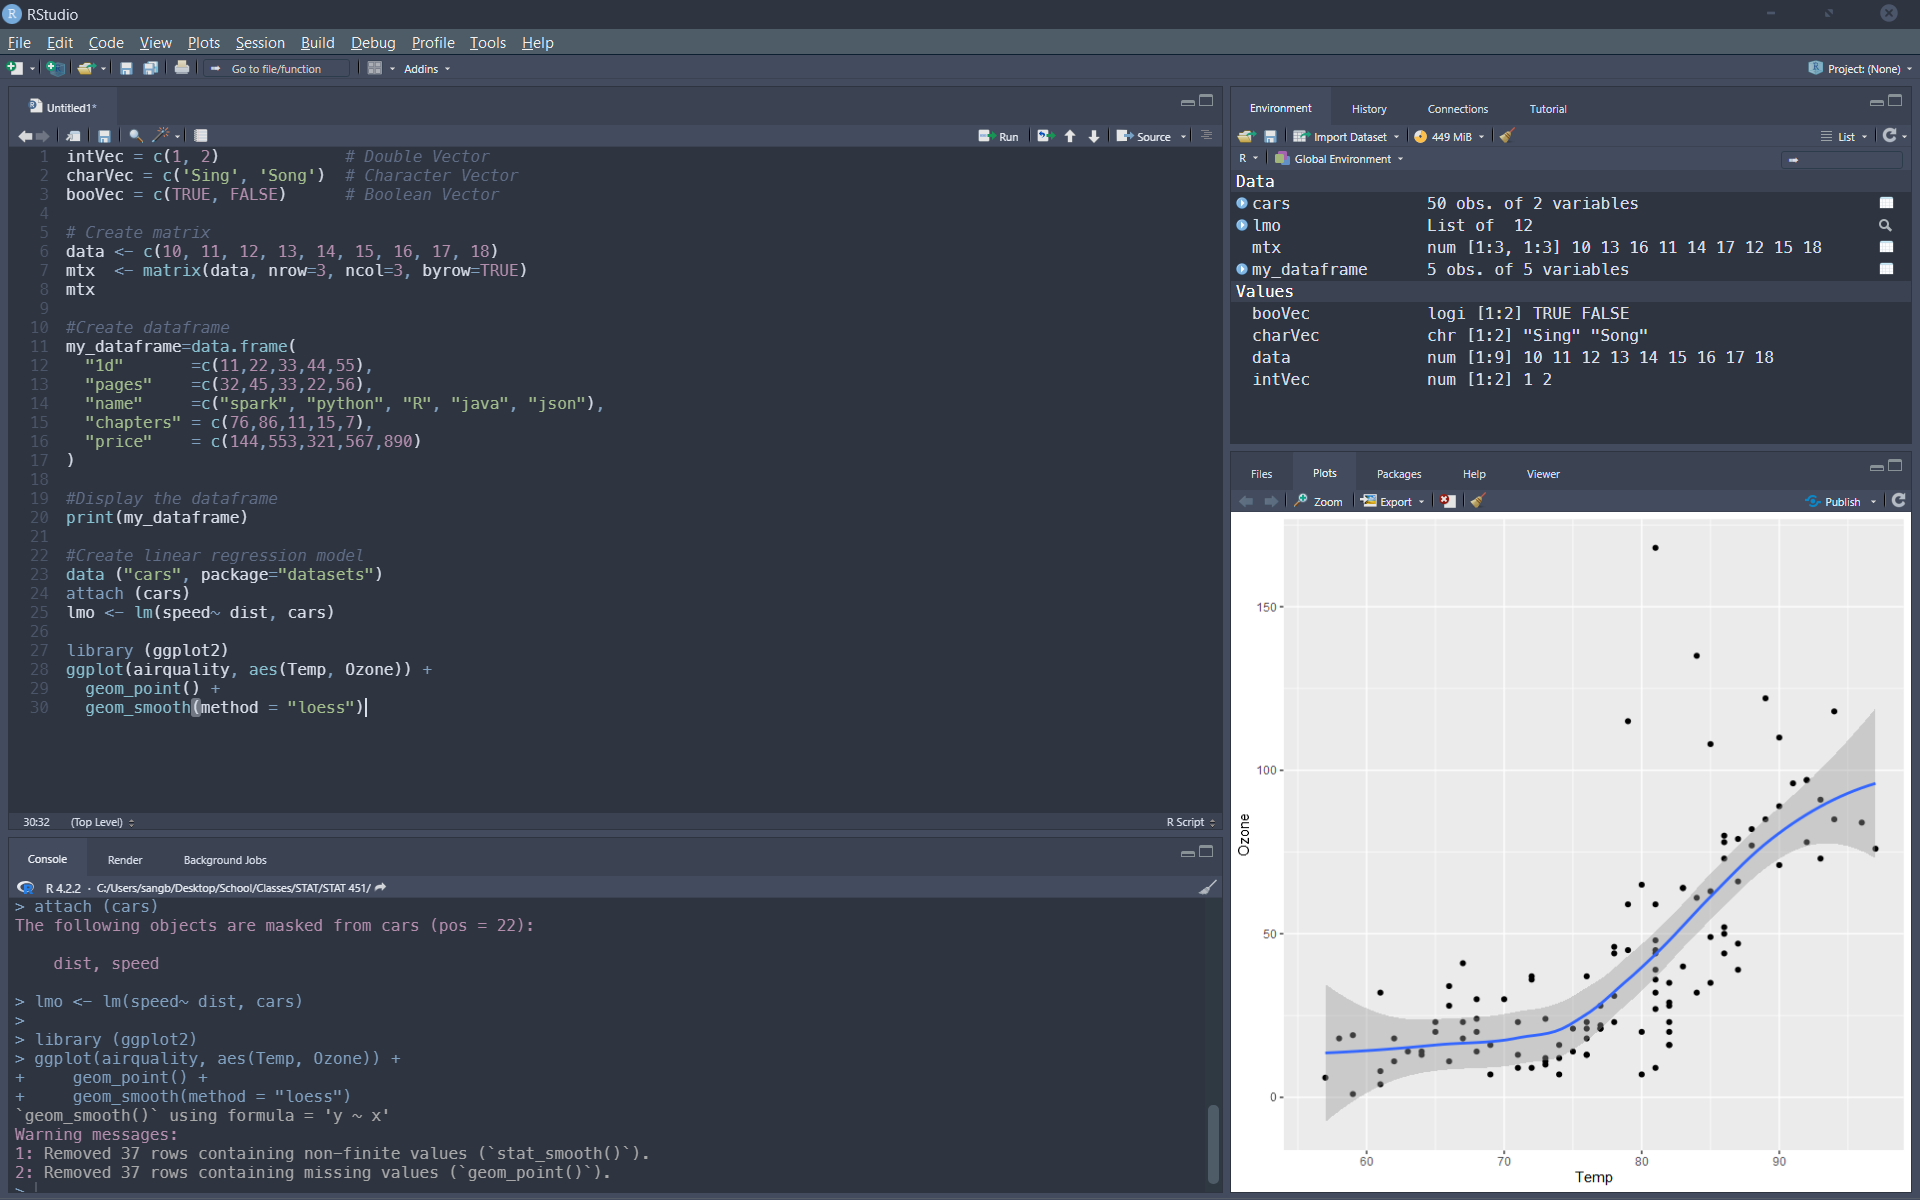 RStudio
File Edit Code View Plots Session Build Debug Profile Tools Help
Go to file/function Addins Project: (None)
Untitled1*
Run Source
1 intVec = c(1, 2) # Double Vector
2 charVec = c('Sing', 'Song') # Character Vector
3 booVec = c(TRUE, FALSE) # Boolean Vector
4
5 # Create matrix
6 data <- c(10, 11, 12, 13, 14, 15, 16, 17, 18)
7 mtx <- matrix(data, nrow=3, ncol=3, byrow=TRUE)
8 mtx
9
10 #Create dataframe
11 my_dataframe=data.frame(
12 "1d" =c(11,22,33,44,55),
13 "pages" =c(32,45,33,22,56),
14 "name" =c("spark", "python", "R", "java", "json"),
15 "chapters" = c(76,86,11,15,7),
16 "price" = c(144,553,321,567,890)
17 )
18
19 #Display the dataframe
20 print(my_dataframe)
21
22 #Create linear regression model
23 data ("cars", package="datasets")
24 attach (cars)
25 lmo <- lm(speed~ dist, cars)
26
27 library (ggplot2)
28 ggplot(airquality, aes(Temp, Ozone)) +
29 geom_point() +
30 geom_smooth(method = "loess")
30:32 (Top Level) R Script
Console Render Background Jobs
R 4.2.2 · C:/Users/sangb/Desktop/School/Classes/STAT/STAT 451/
> attach (cars)
The following objects are masked from cars (pos = 22):
dist, speed
> lmo <- lm(speed~ dist, cars)
>
> library (ggplot2)
> ggplot(airquality, aes(Temp, Ozone)) +
+ geom_point() +
+ geom_smooth(method = "loess")
`geom_smooth()` using formula = 'y ~ x'
Warning messages:
1: Removed 37 rows containing non-finite values (`stat_smooth()`).
2: Removed 37 rows containing missing values (`geom_point()`).
>
Environment History Connections Tutorial
Import Dataset 449 MiB List
R Global Environment
Data
cars 50 obs. of 2 variables
lmo List of 12
mtx num [1:3, 1:3] 10 13 16 11 14 17 12 15 18
my_dataframe 5 obs. of 5 variables
Values
booVec logi [1:2] TRUE FALSE
charVec chr [1:2] "Sing" "Song"
data num [1:9] 10 11 12 13 14 15 16 17 18
intVec num [1:2] 1 2
Files Plots Packages Help Viewer
Zoom Export Publish
150
100
Ozone
50
0
60 70 80 90
Temp